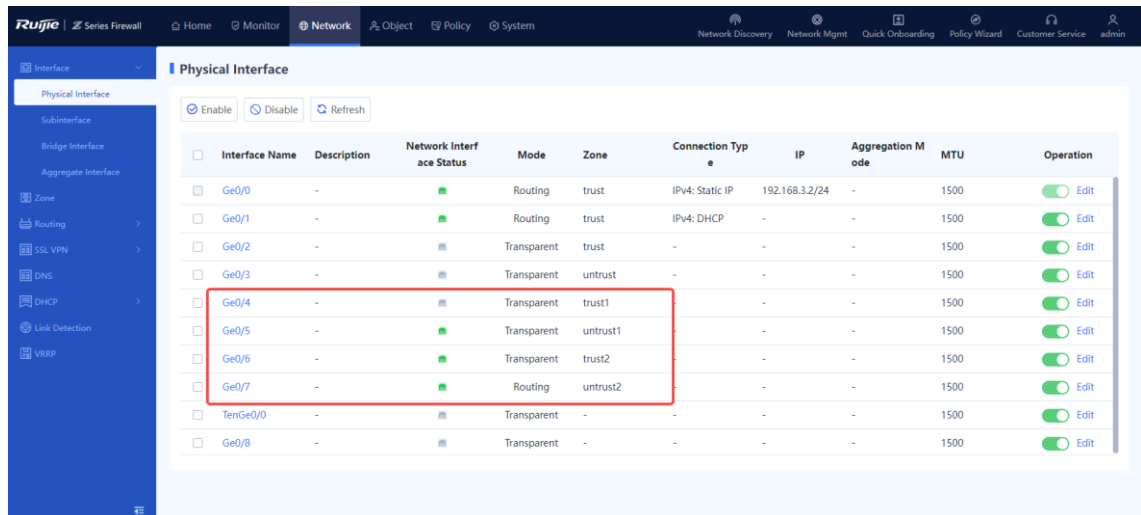 Ruijie | Z Series Firewall
Home
Monitor
Network
Object
Policy
System
Network Discovery
Network Mgmt
Quick Onboarding
Policy Wizard
Customer Service
admin
Interface
Physical Interface
Subinterface
Bridge Interface
Aggregate Interface
Zone
Routing
SSL VPN
DNS
DHCP
Link Detection
VRRP
Physical Interface
Enable
Disable
Refresh
Interface Name Description Network Interf Mode Zone Connection Typ IP Aggregation M MTU Operation
ace Status e ode
Ge0/0 - Routing trust IPv4: Static IP 192.168.3.2/24 - 1500 Edit
Ge0/1 - Routing trust IPv4: DHCP - - 1500 Edit
Ge0/2 - Transparent trust - - - 1500 Edit
Ge0/3 - Transparent untrust - - - 1500 Edit
Ge0/4 - Transparent trust1 - - - 1500 Edit
Ge0/5 - Transparent untrust1 - - - 1500 Edit
Ge0/6 - Transparent trust2 - - - 1500 Edit
Ge0/7 - Routing untrust2 - - - 1500 Edit
TenGe0/0 - Transparent - - - - 1500 Edit
Ge0/8 - Transparent - - - - 1500 Edit